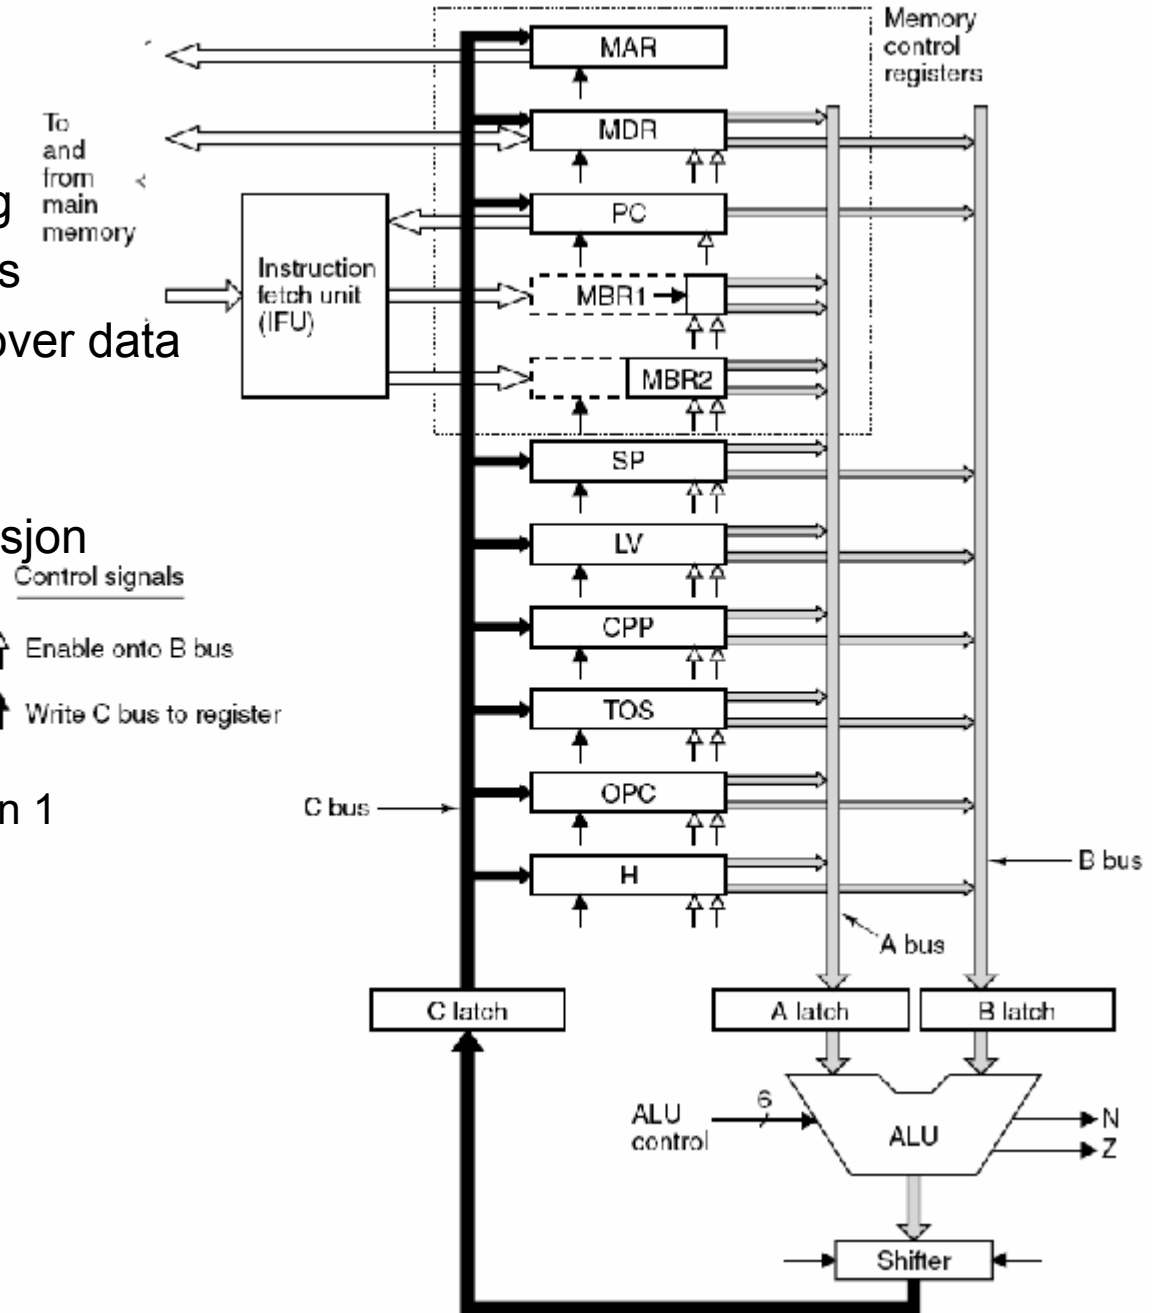 MAR
Memory
control
registers
To
and
from
main
memory
MDR
g
PC
s
Instruction
fetch unit
(IFU)
MBR1
over data
MBR2
SP
sjon
LV
Control signals
CPP
Enable onto B bus
TOS
Write C bus to register
OPC
n 1
C bus
H
B bus
A bus
C latch
A latch
B latch
ALU
control
6
ALU
N
Z
Shifter